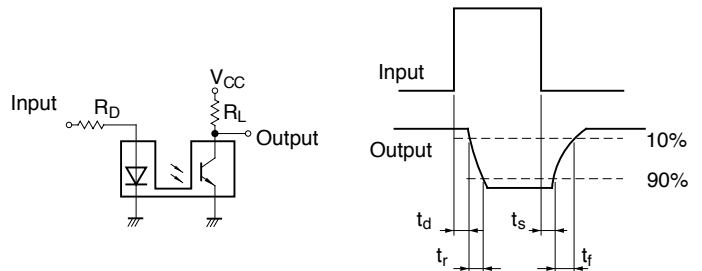 Input
R_D
V_CC
R_L
Output
Input
Output
10%
90%
t_d
t_s
t_r
t_f